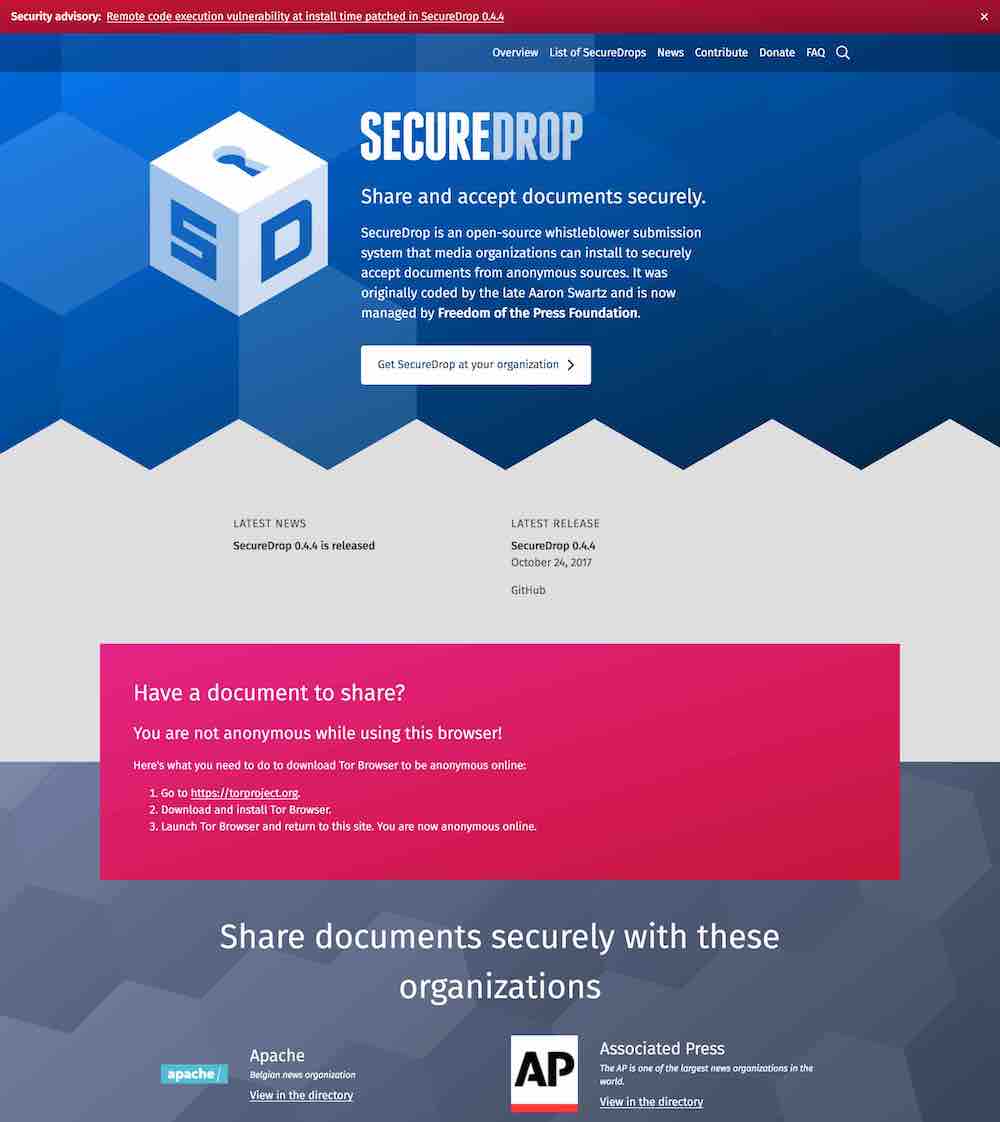 Security advisory: Remote code execution vulnerability at install time patched in SecureDrop 0.4.4 ×
Overview List of SecureDrops News Contribute Donate FAQ
SECUREDROP
S D
Share and accept documents securely.
SecureDrop is an open-source whistleblower submission
system that media organizations can install to securely
accept documents from anonymous sources. It was
originally coded by the late Aaron Swartz and is now
managed by Freedom of the Press Foundation.
Get SecureDrop at your organization
LATEST NEWS
SecureDrop 0.4.4 is released
LATEST RELEASE
SecureDrop 0.4.4
October 24, 2017
GitHub
Have a document to share?
You are not anonymous while using this browser!
Here's what you need to do to download Tor Browser to be anonymous online:
1. Go to https://torproject.org.
2. Download and install Tor Browser.
3. Launch Tor Browser and return to this site. You are now anonymous online.
Share documents securely with these
organizations
apache/
Apache
Belgian news organization
View in the directory
AP
Associated Press
The AP is one of the largest news organizations in the
world.
View in the directory